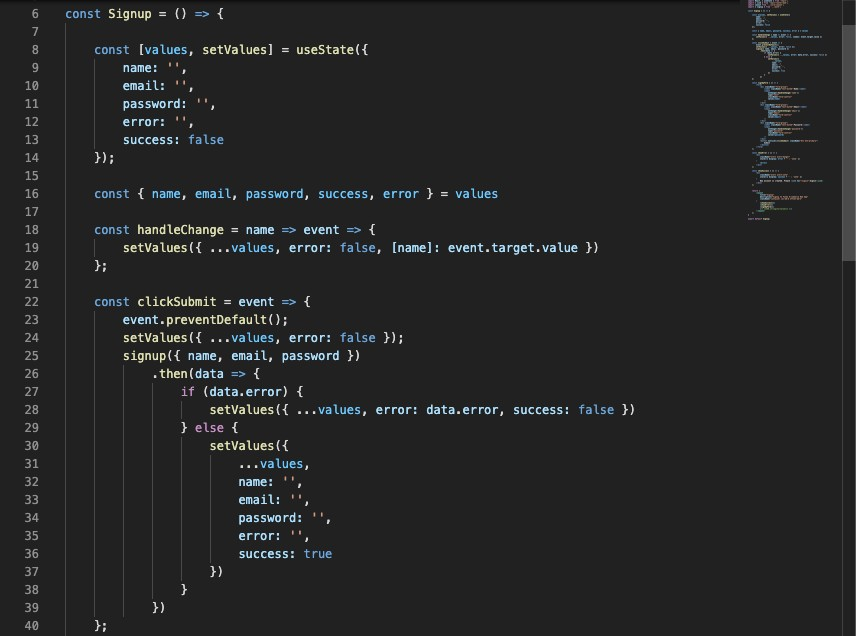 6 const Signup = () => {
7
8 const [values, setValues] = useState({
9 name: '',
10 email: '',
11 password: '',
12 error: '',
13 success: false
14 });
15
16 const { name, email, password, success, error } = values
17
18 const handleChange = name => event => {
19 setValues({ ...values, error: false, [name]: event.target.value })
20 };
21
22 const clickSubmit = event => {
23 event.preventDefault();
24 setValues({ ...values, error: false });
25 signup({ name, email, password })
26 .then(data => {
27 if (data.error) {
28 setValues({ ...values, error: data.error, success: false })
29 } else {
30 setValues({
31 ...values,
32 name: '',
33 email: '',
34 password: '',
35 error: '',
36 success: true
37 })
38 }
39 })
40 };